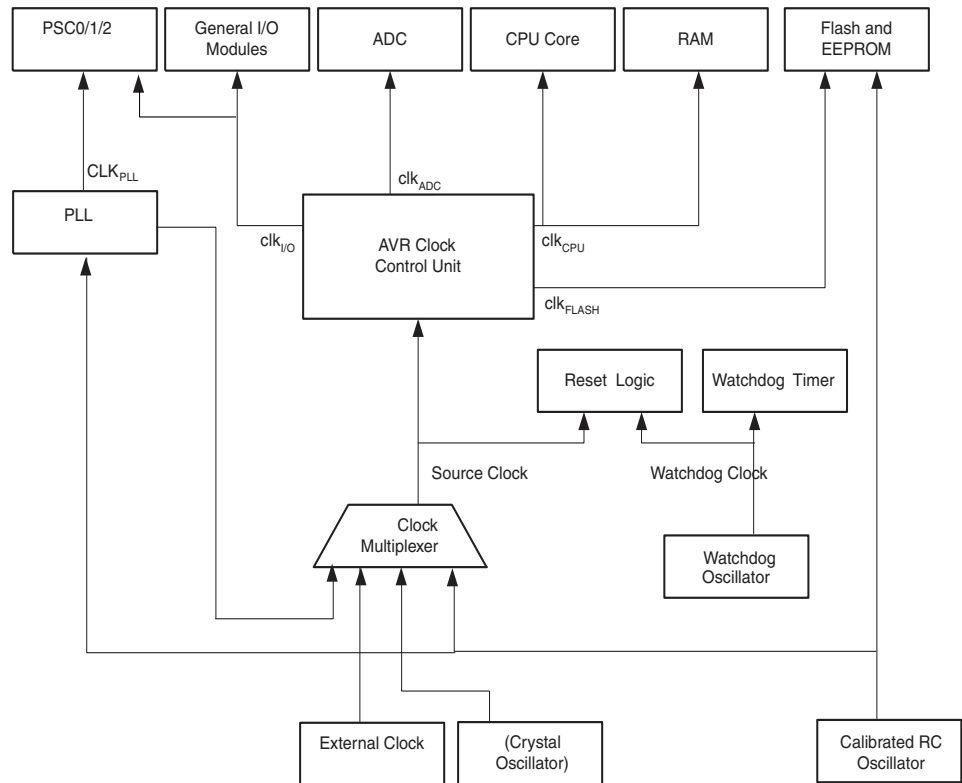 PSC0/1/2
General I/O
Modules
ADC
CPU Core
RAM
Flash and
EEPROM
CLKPLL
clkADC
PLL
clkI/O
AVR Clock
Control Unit
clkCPU
clkFLASH
Reset Logic
Watchdog Timer
Source Clock
Watchdog Clock
Clock
Multiplexer
Watchdog
Oscillator
External Clock
(Crystal
Oscillator)
Calibrated RC
Oscillator